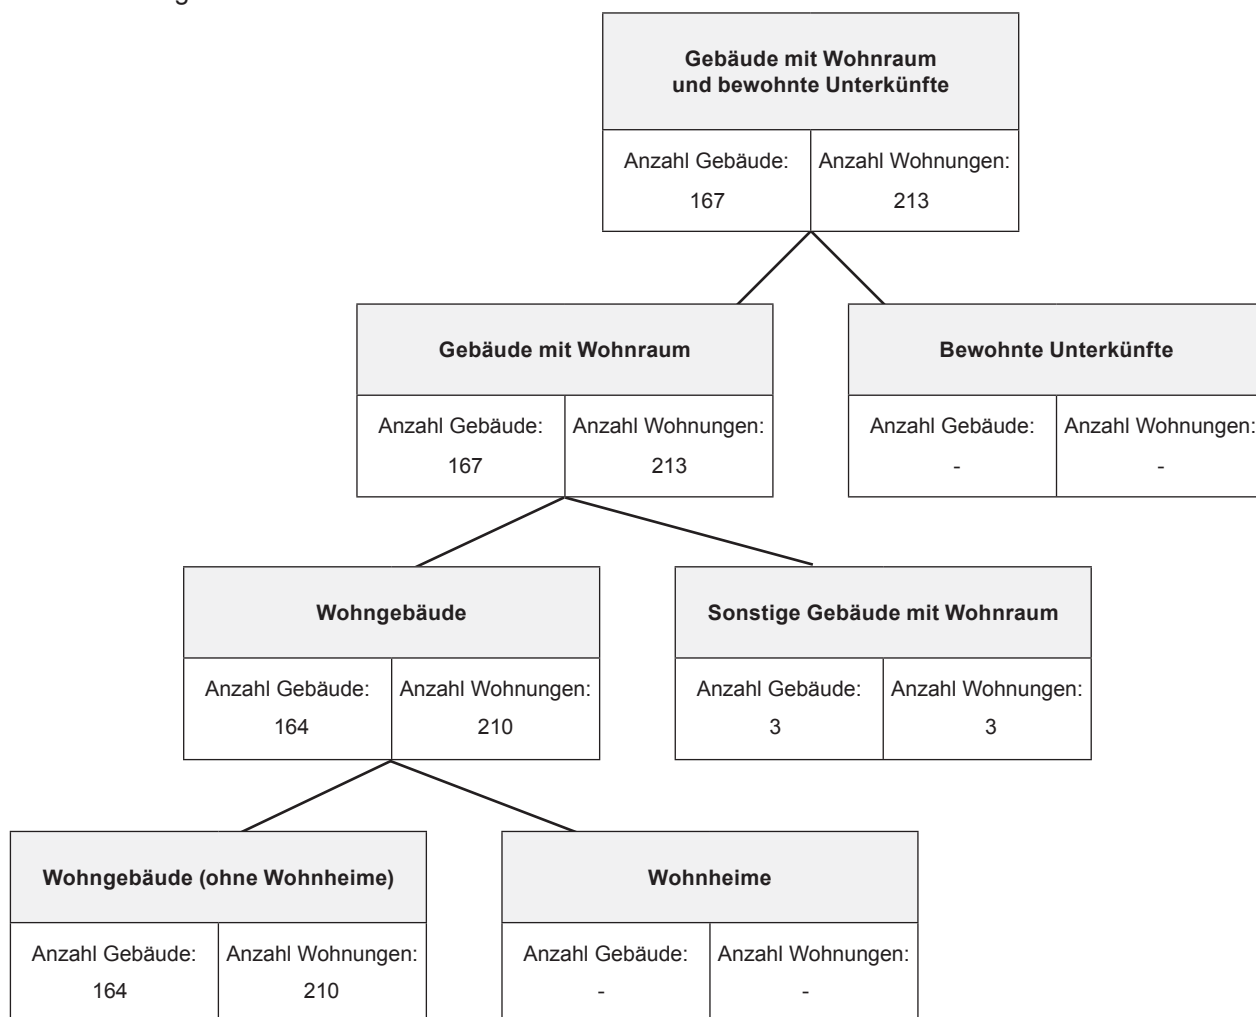 Gebäude mit Wohnraum
und bewohnte Unterkünfte
Anzahl Gebäude: Anzahl Wohnungen:
167 213
Gebäude mit Wohnraum
Bewohnte Unterkünfte
Anzahl Gebäude: Anzahl Wohnungen:
167 213
Anzahl Gebäude: Anzahl Wohnungen:
- -
Wohngebäude
Sonstige Gebäude mit Wohnraum
Anzahl Gebäude: Anzahl Wohnungen:
164 210
Anzahl Gebäude: Anzahl Wohnungen:
3 3
Wohngebäude (ohne Wohnheime)
Wohnheime
Anzahl Gebäude: Anzahl Wohnungen:
164 210
Anzahl Gebäude: Anzahl Wohnungen:
- -